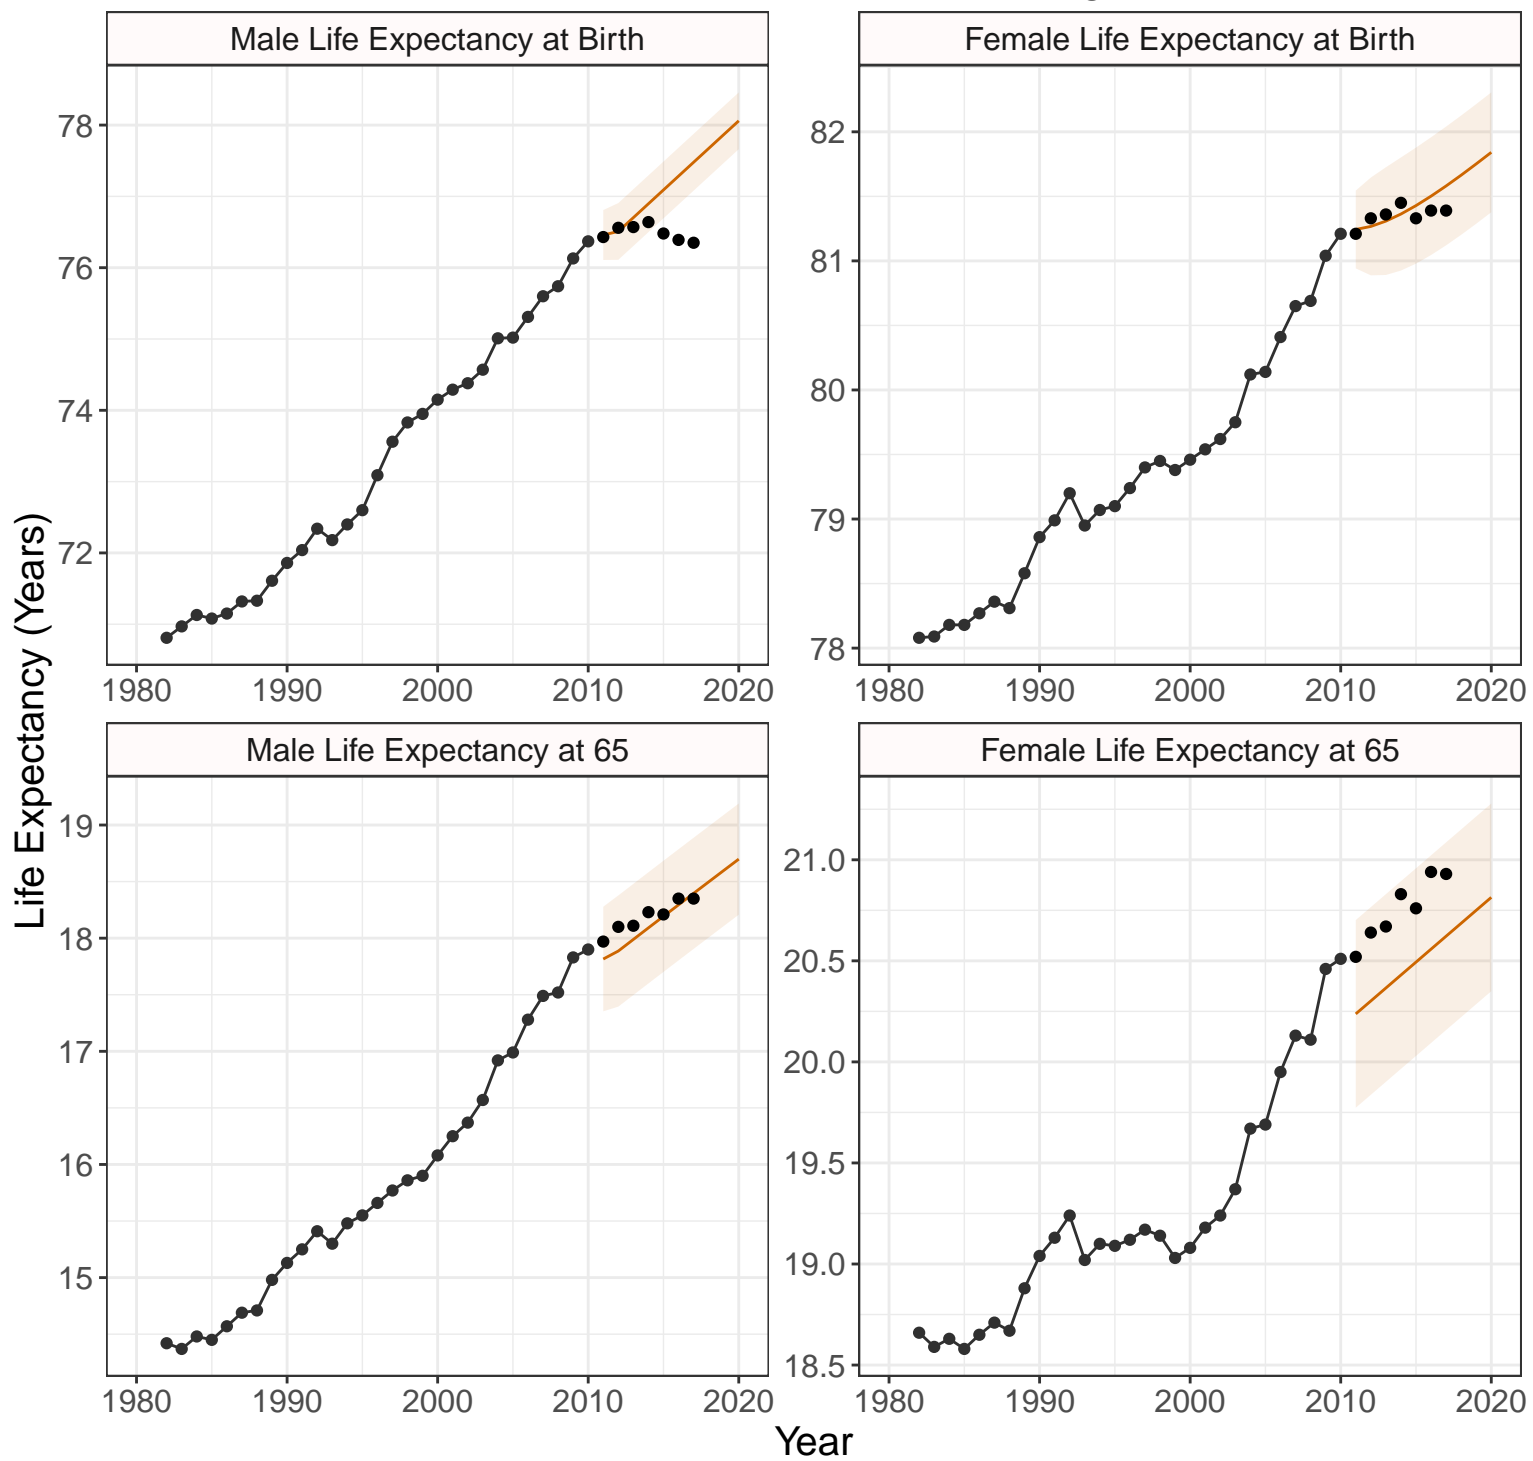 Male Life Expectancy at Birth
Female Life Expectancy at Birth
78
76
74
72
1980 1990 2000 2010 2020
82
81
80
79
78
1980 1990 2000 2010 2020
Life Expectancy (Years)
Male Life Expectancy at 65
Female Life Expectancy at 65
19
18
17
16
15
1980 1990 2000 2010 2020
21.0
20.5
20.0
19.5
19.0
18.5
1980 1990 2000 2010 2020
Year